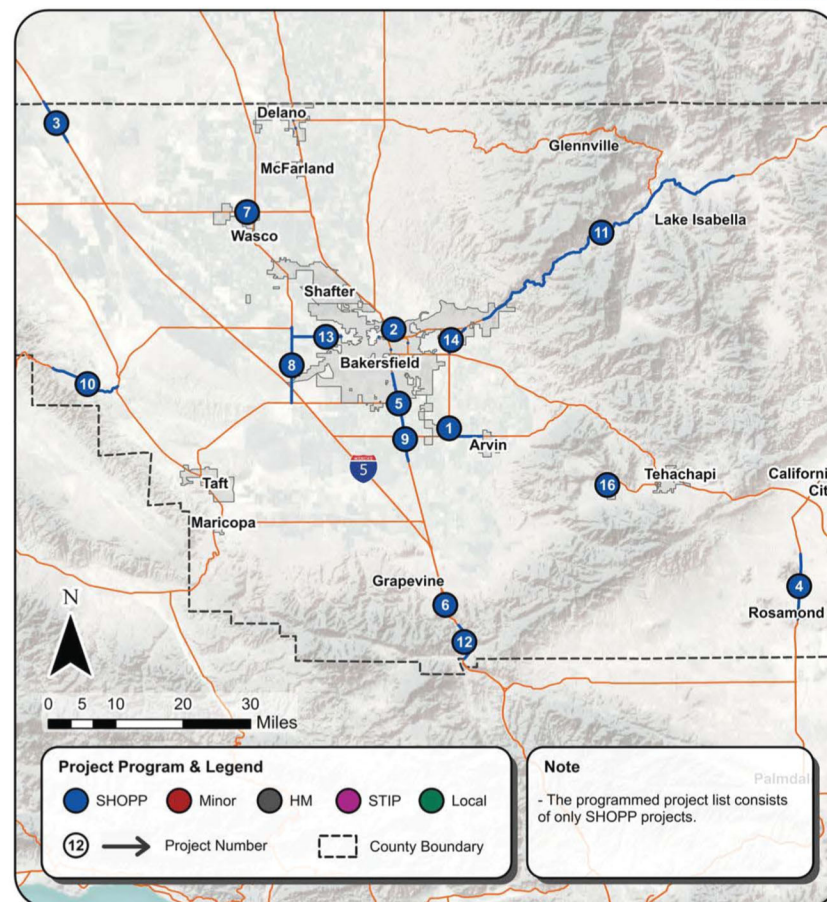 Delano
3
McFarland
Glennville
7
Wasco
Lake Isabella
11
Shafter
2
13
14
Bakersfield
8
10
5
1
9
Arvin
5
Taft
16
Tehachapi
Californi
Cit
Maricopa
4
Grapevine
Rosamond
6
N
12
0 5 10 20 30
Miles
Project Program & Legend
SHOPP Minor HM STIP Local
12 Project Number County Boundary
Note
Palmdal
- The programmed project list consists
of only SHOPP projects.